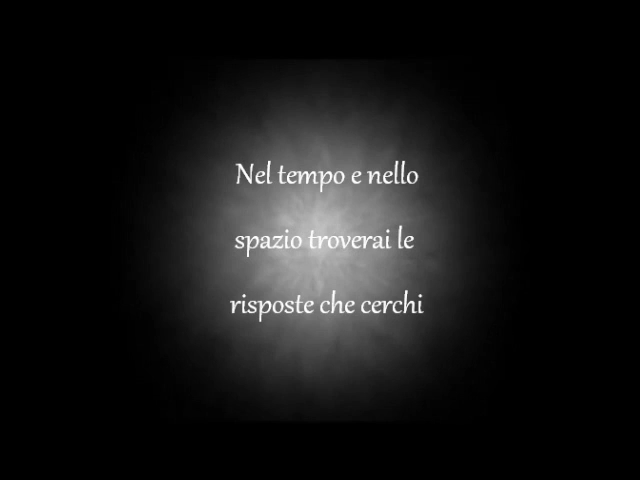 Nel tempo e nello
spazio troverai le
risposte che cerchi